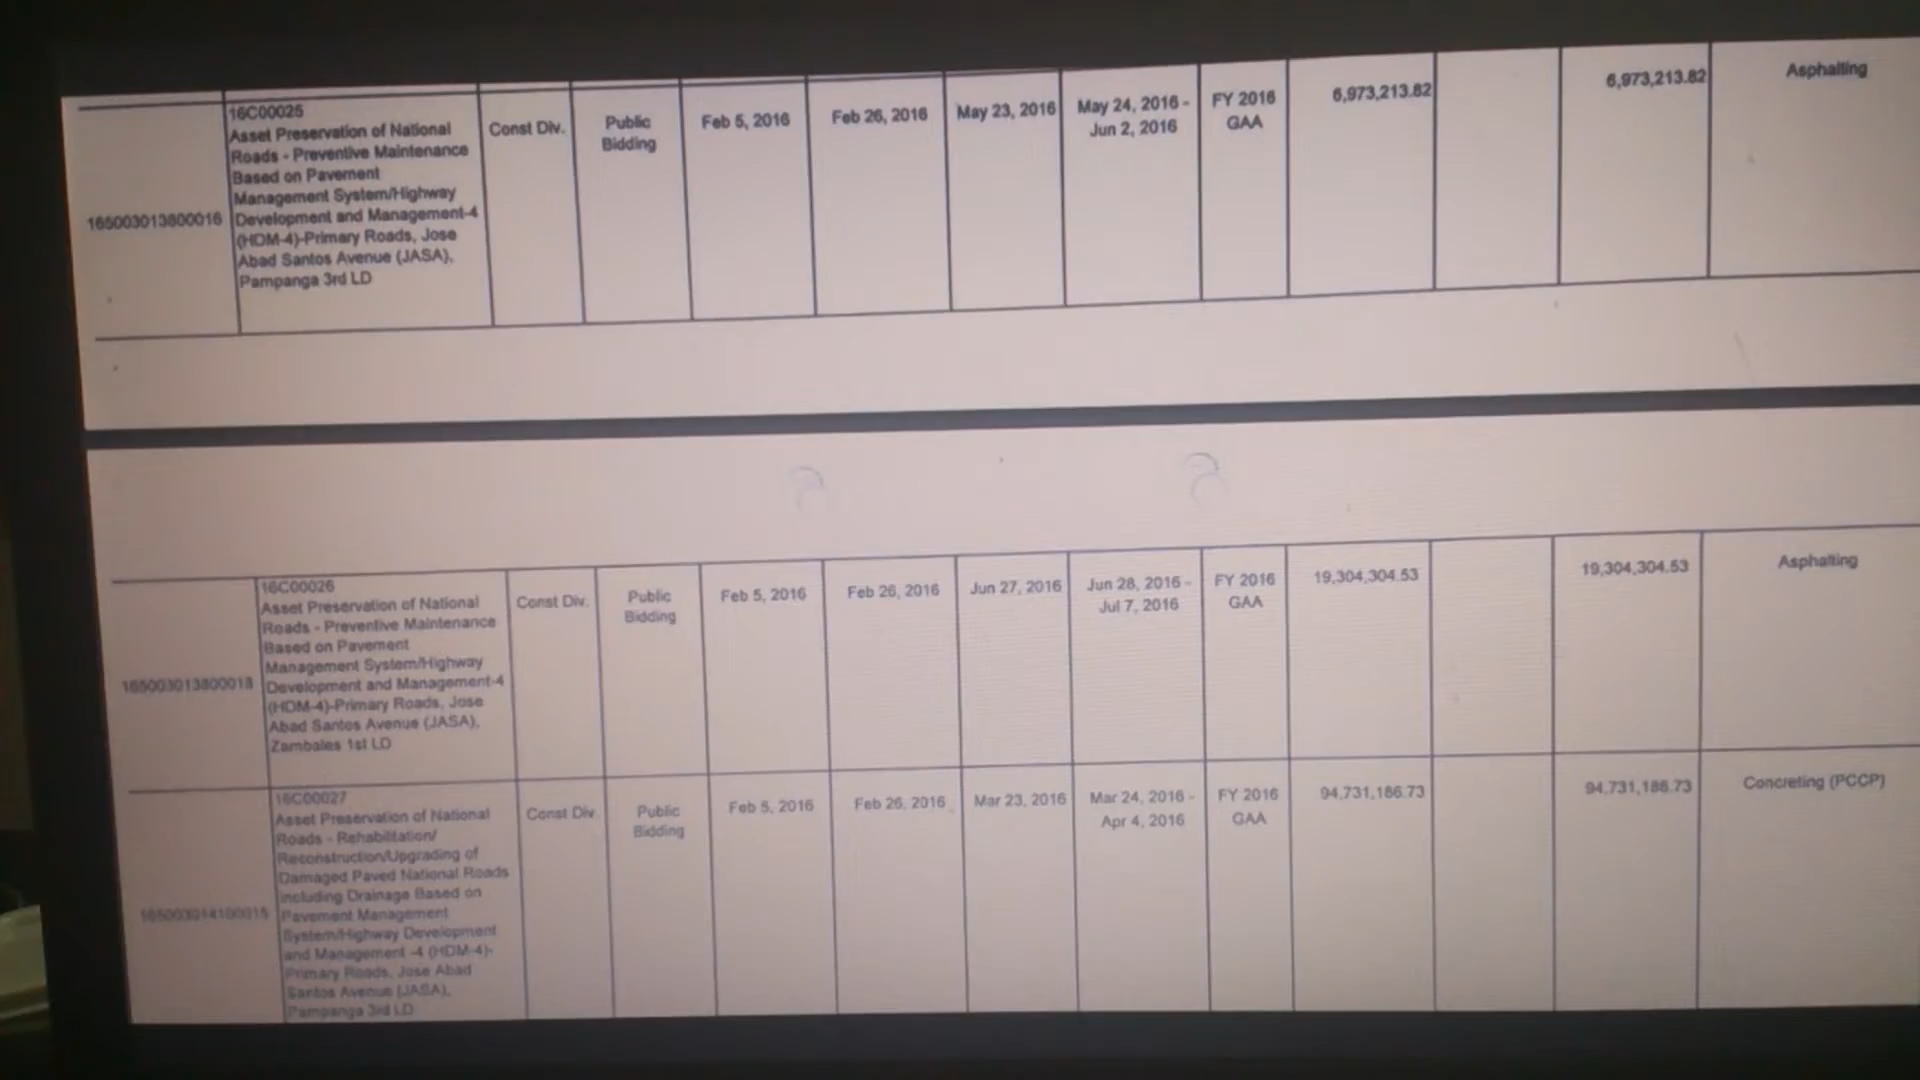 165003013800016
16C00025
Asset Preservation of National
Roads - Preventive Maintenance
Based on Pavement
Management System/Highway
Development and Management-4
(HDM-4)-Primary Roads, Jose
Abad Santos Avenue (JASA),
Pampanga 3rd LD
Const Div.
Public
Bidding
Feb 5, 2016
Feb 26, 2016
May 23, 2016
May 24, 2016 -
Jun 2, 2016
FY 2016
GAA
6,973,213.82
6,973,213.82
Asphalting
165003013800018
16C00026
Asset Preservation of National
Roads - Preventive Maintenance
Based on Pavement
Management System/Highway
Development and Management-4
(HDM-4)-Primary Roads, Jose
Abad Santos Avenue (JASA),
Zambales 1st LD
Const Div.
Public
Bidding
Feb 5, 2016
Feb 26, 2016
Jun 27, 2016
Jun 28, 2016 -
Jul 7, 2016
FY 2016
GAA
19,304,304.53
19,304,304.53
Asphalting
165003014100015
16C00027
Asset Preservation of National
Roads - Rehabilitation/
Reconstruction/Upgrading of
Damaged Paved National Roads
including Drainage Based on
Pavement Management
System/Highway Development
and Management -4 (HDM-4)-
Primary Roads, Jose Abad
Santos Avenue (JASA),
Pampanga 3rd LD
Const Div.
Public
Bidding
Feb 5, 2016
Feb 26, 2016
Mar 23, 2016
Mar 24, 2016 -
Apr 4, 2016
FY 2016
GAA
94,731,186.73
94,731,186.73
Concreting (PCCP)